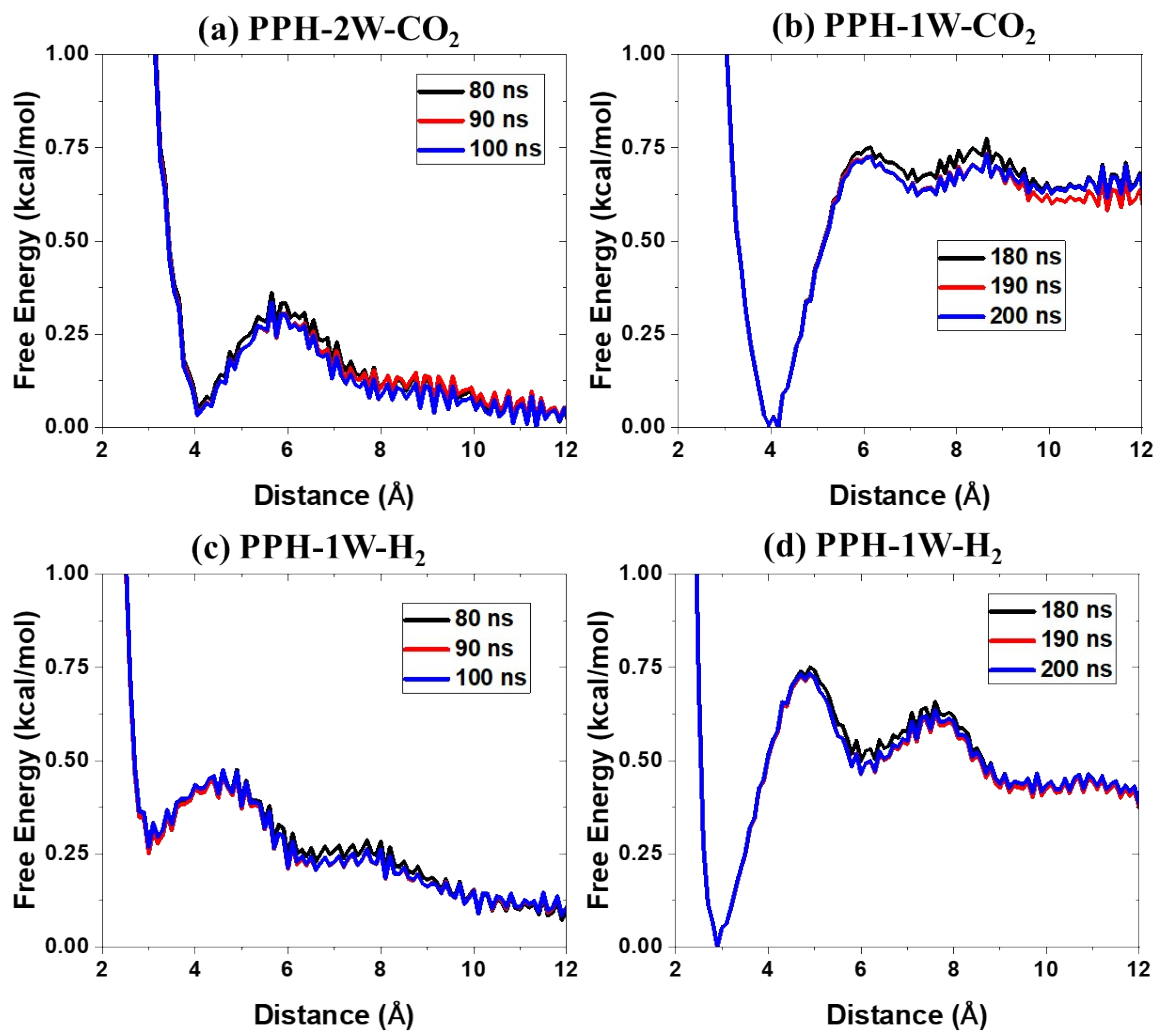 (a) PPH-2W-CO₂
Free Energy (kcal/mol)
1.00
0.75
0.50
0.25
0.00
80 ns
90 ns
100 ns
2 4 6 8 10 12
Distance (Å)
(b) PPH-1W-CO₂
Free Energy (kcal/mol)
1.00
0.75
0.50
0.25
0.00
180 ns
190 ns
200 ns
2 4 6 8 10 12
Distance (Å)
(c) PPH-1W-H₂
Free Energy (kcal/mol)
1.00
0.75
0.50
0.25
0.00
80 ns
90 ns
100 ns
2 4 6 8 10 12
Distance (Å)
(d) PPH-1W-H₂
Free Energy (kcal/mol)
1.00
0.75
0.50
0.25
0.00
180 ns
190 ns
200 ns
2 4 6 8 10 12
Distance (Å)